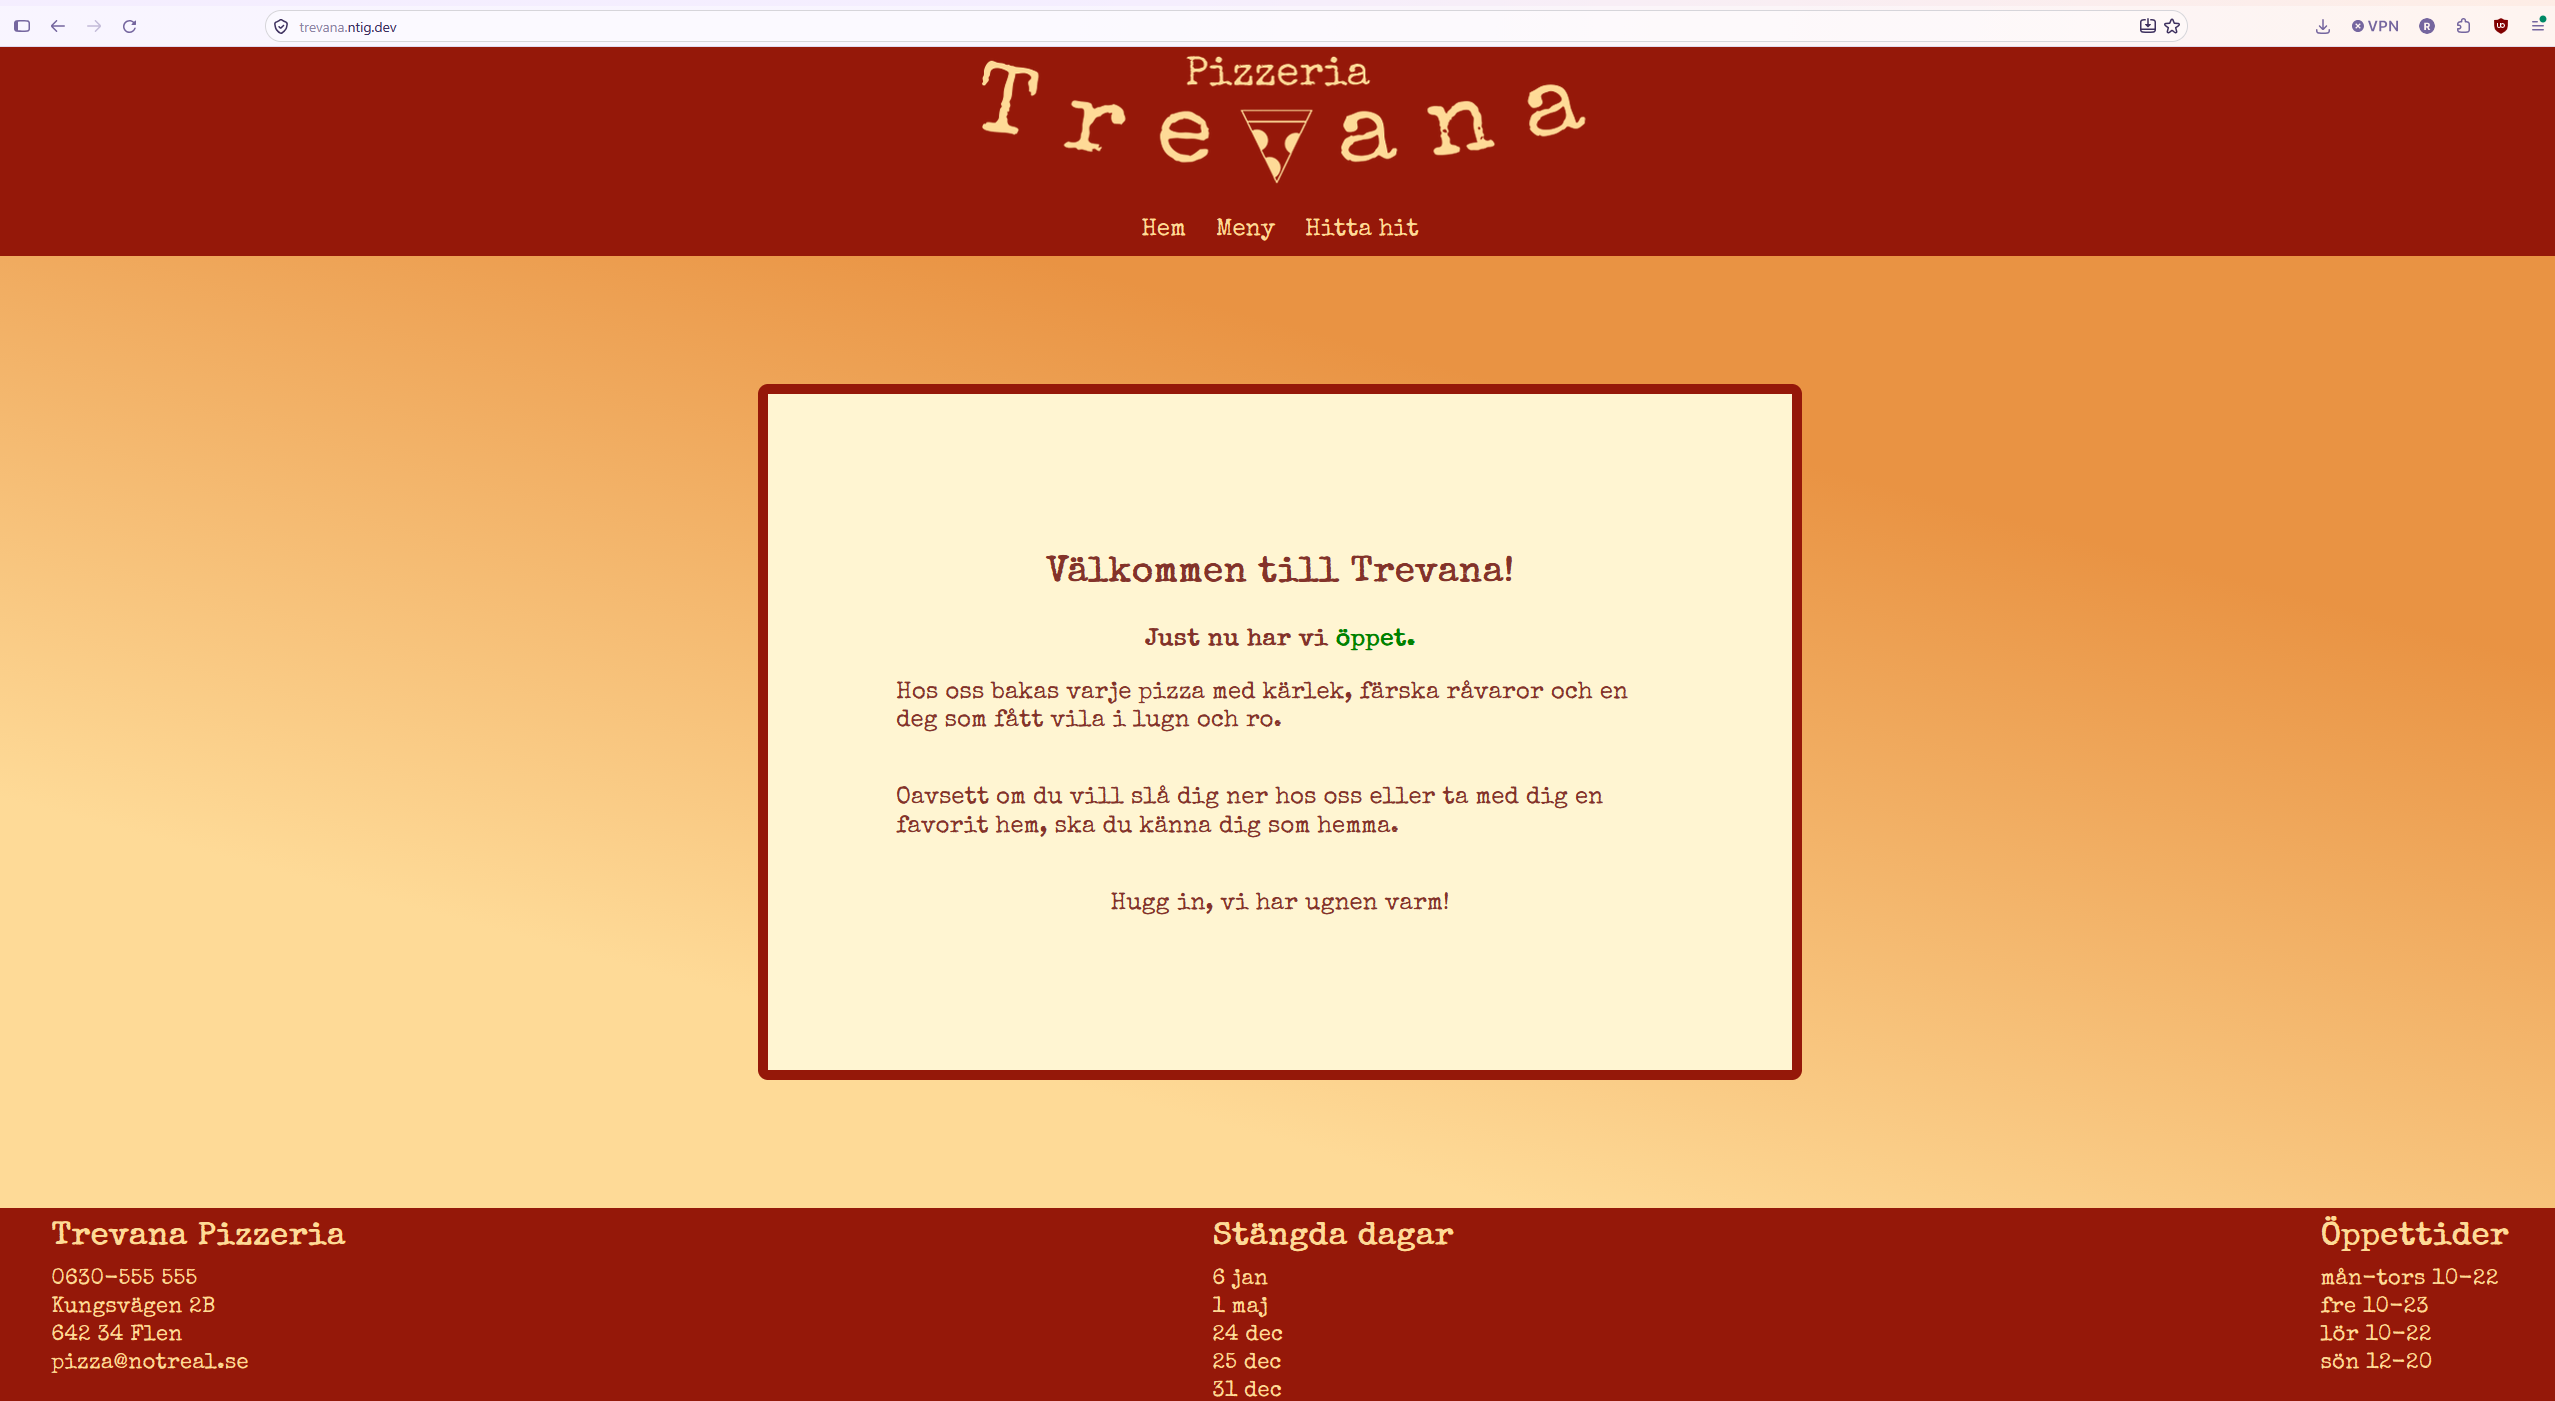 trevana.ntig.dev
VPN
R
Pizzeria
Tre ana
Hem Meny Hitta hit
Välkommen till Trevana!
Just nu har vi öppet.
Hos oss bakas varje pizza med kärlek, färska råvaror och en
deg som fått vila i lugn och ro.
Oavsett om du vill slå dig ner hos oss eller ta med dig en
favorit hem, ska du känna dig som hemma.
Hugg in, vi har ugnen varm!
Trevana Pizzeria
0630-555 555
Kungsvägen 2B
642 34 Flen
pizza@notreal.se
Stängda dagar
6 jan
1 maj
24 dec
25 dec
31 dec
Öppettider
mån-tors 10-22
fre 10-23
lör 10-22
sön 12-20